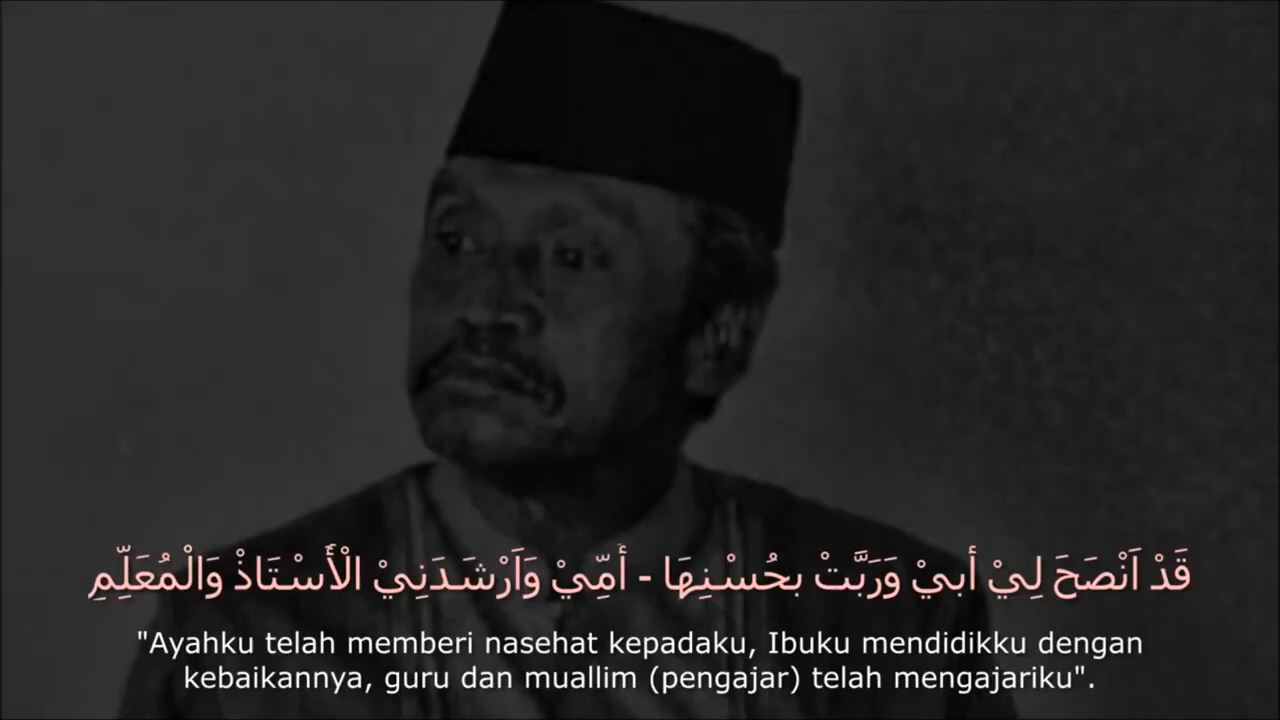 قَدْ اَنْصَحَ لِيْ أَبيْ وَرَبَّتْ بحُسْنِهَا - أَمِّيْ وَاَرْشَدَنِيْ الْأَسْتَاذْ وَالْمُعَلِّمِ
"Ayahku telah memberi nasehat kepadaku, Ibuku mendidikku dengan
kebaikannya, guru dan muallim (pengajar) telah mengajariku".